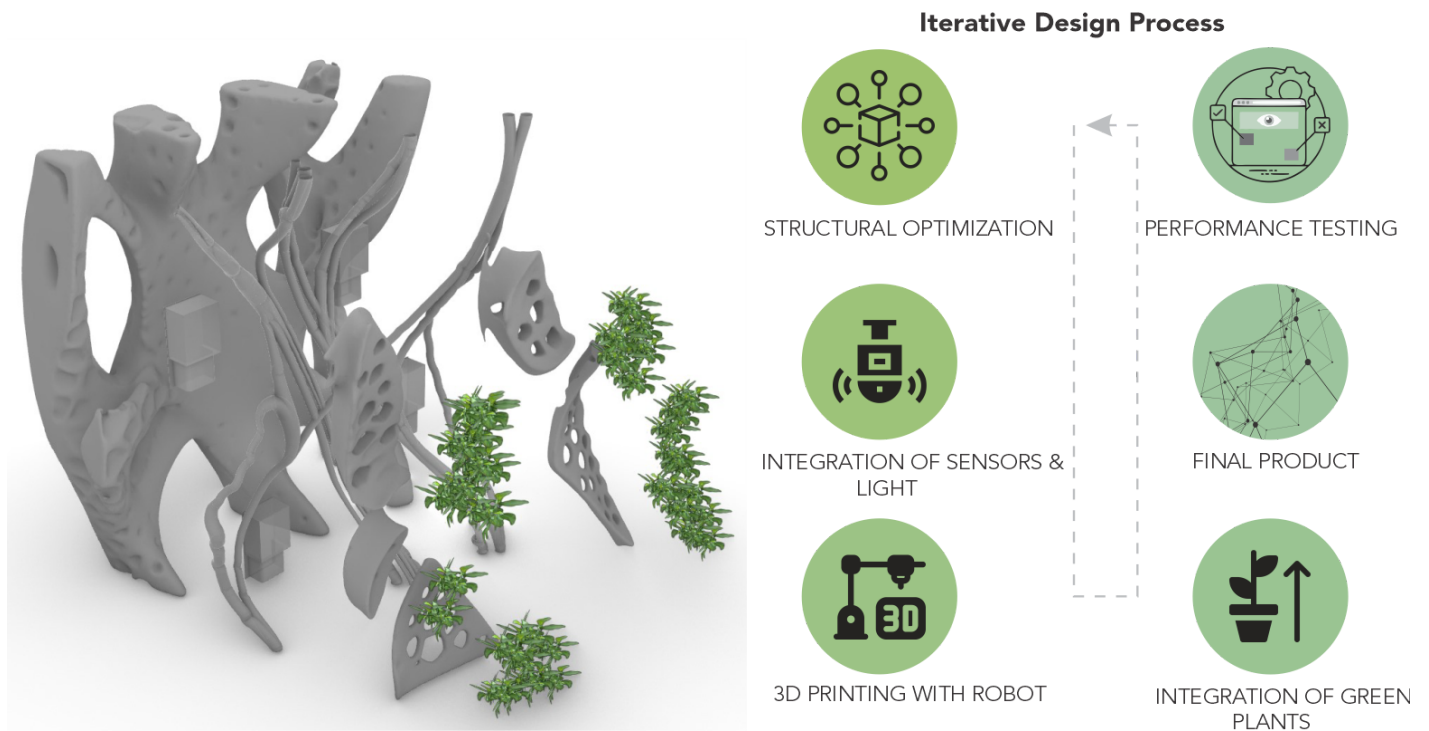 Iterative Design Process
STRUCTURAL OPTIMIZATION
PERFORMANCE TESTING
INTEGRATION OF SENSORS &
LIGHT
FINAL PRODUCT
3D
3D PRINTING WITH ROBOT
INTEGRATION OF GREEN
PLANTS